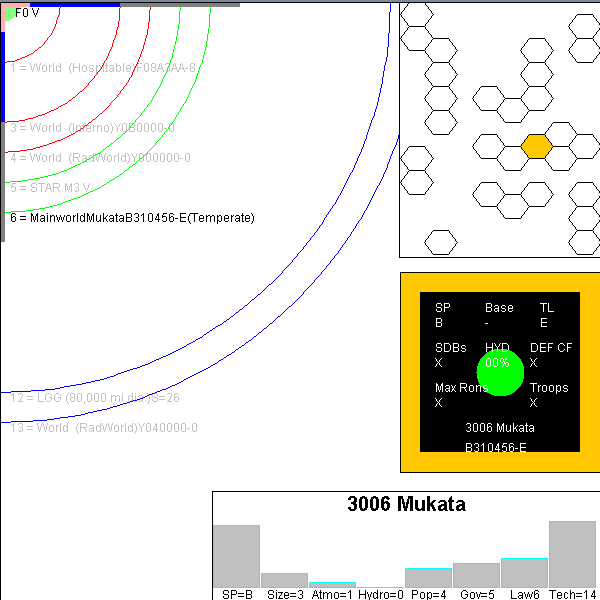 F0 V
1 = World (Hospitable)F08A3AA-8
3 = World (Inferno)Y0B0000-0
4 = World (RadWorld)Y000000-0
5 = STAR M3 V
6 = MainworldMukataB310456-E(Temperate)
12 = LGG (80,000 mi dia.)S=26
13 = World (RadWorld)Y040000-0
SP Base TL
B - E
SDBs HYD DEF CF
X 00% X
Max Rons Troops
X X
3006 Mukata
B310456-E
3006 Mukata
SP=B Size=3 Atmo=1 Hydro=0 Pop=4 Gov=5 Law6 Tech=14